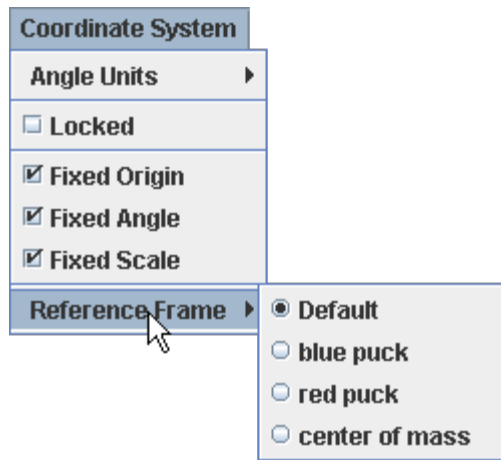 Coordinate System
Angle Units
Locked
Fixed Origin
Fixed Angle
Fixed Scale
Reference Frame
Default
blue puck
red puck
center of mass